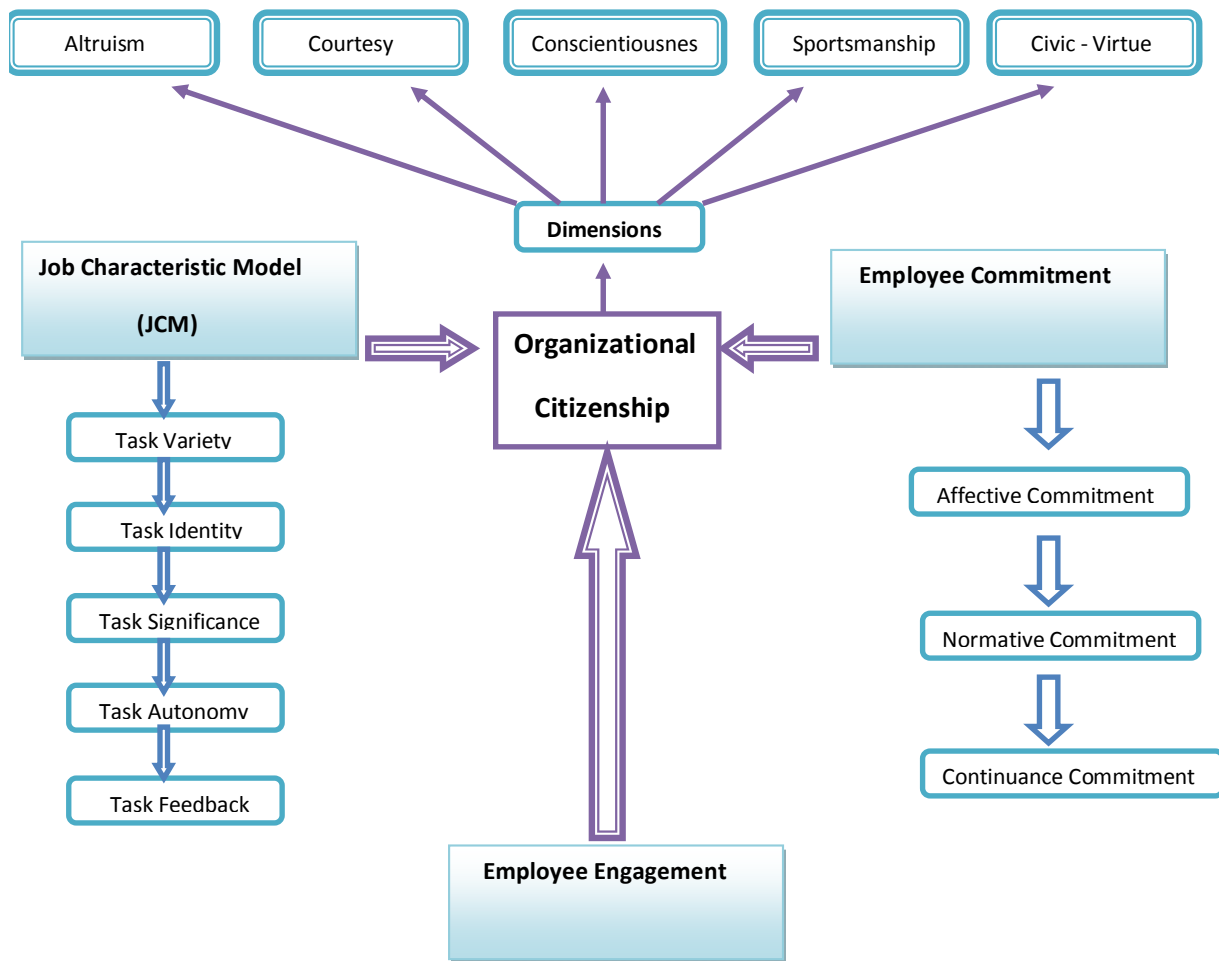 Altruism
Courtesy
Conscientiousnes
Sportsmanship
Civic - Virtue
Dimensions
Job Characteristic Model
(JCM)
Employee Commitment
Organizational
Citizenship
Task Variety
Task Identity
Task Significance
Task Autonomy
Task Feedback
Affective Commitment
Normative Commitment
Continuance Commitment
Employee Engagement